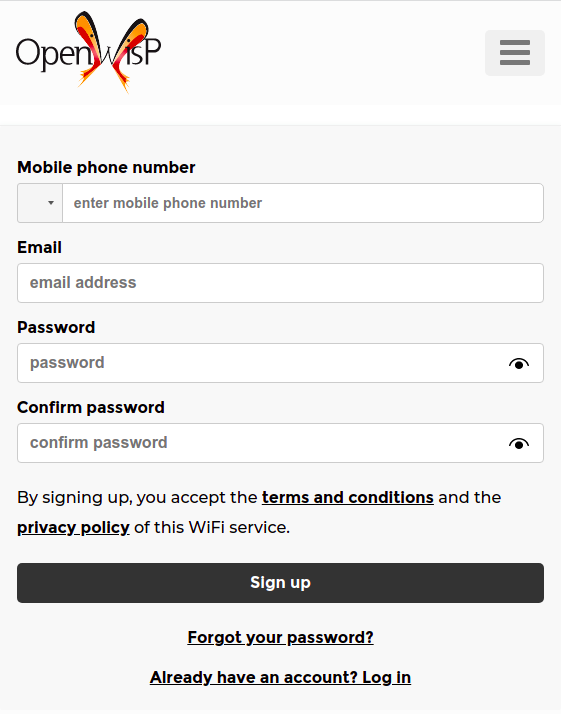 OpenWisP
Mobile phone number
enter mobile phone number
Email
email address
Password
password
Confirm password
confirm password
By signing up, you accept the terms and conditions and the
privacy policy of this WiFi service.
Sign up
Forgot your password?
Already have an account? Log in